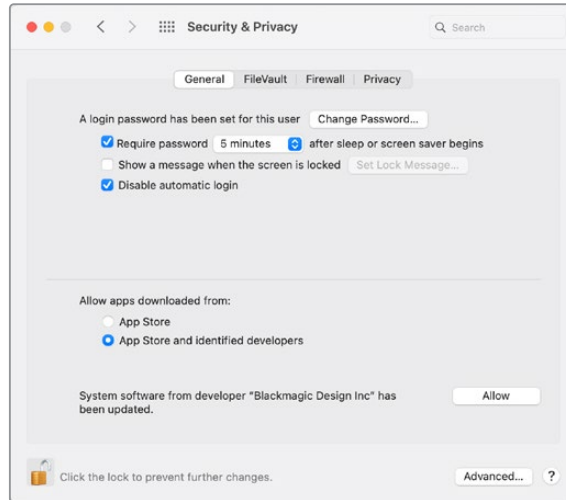 Security & Privacy
Search
General FileVault Firewall Privacy
A login password has been set for this user Change Password...
Require password 5 minutes after sleep or screen saver begins
Show a message when the screen is locked Set Lock Message...
Disable automatic login
Allow apps downloaded from:
App Store
App Store and identified developers
System software from developer "Blackmagic Design Inc" has
been updated.
Allow
Click the lock to prevent further changes.
Advanced... ?